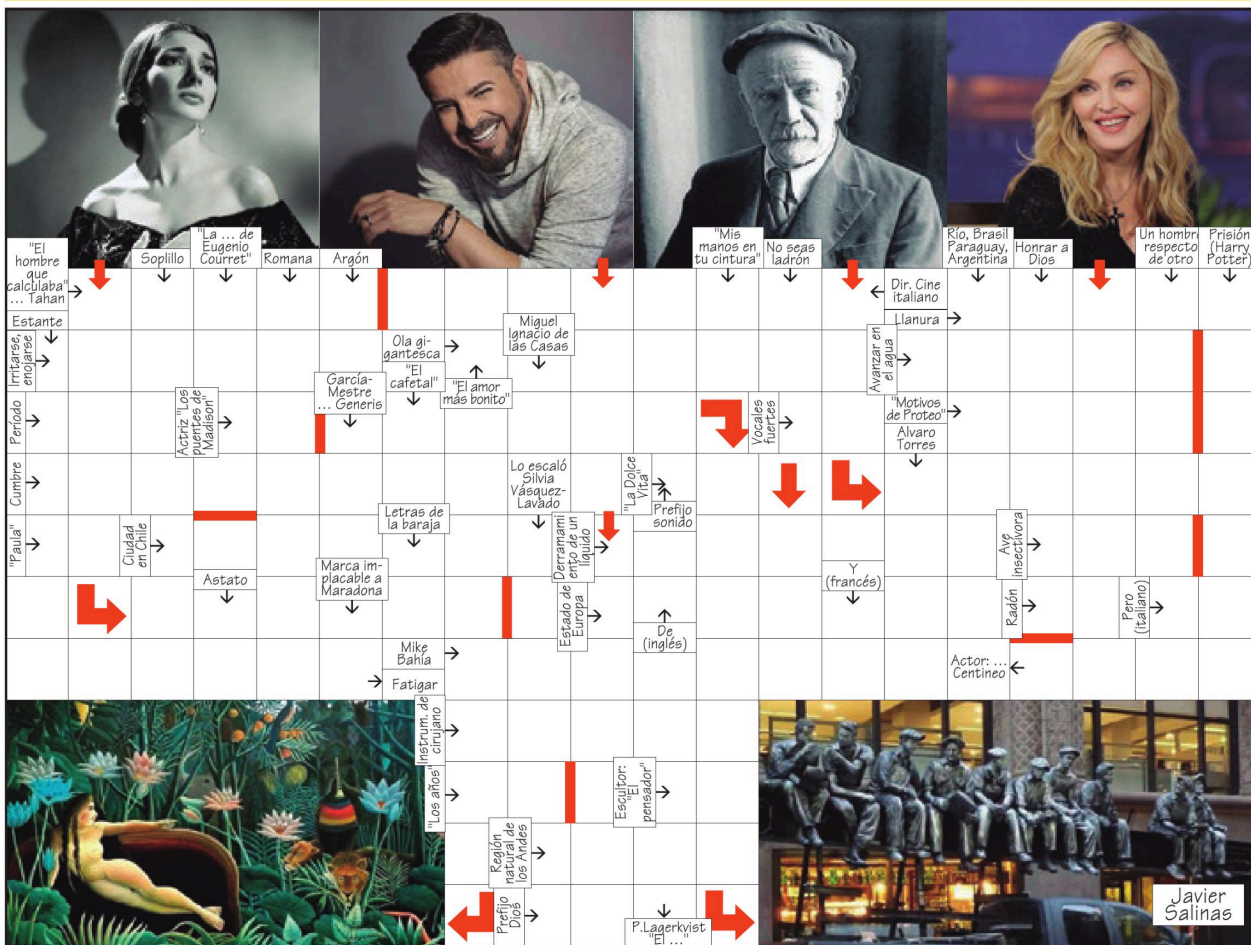 "El
hombre
que
calculaba"
... Tahan
Soplillo
"La ... de
Eugenio
Courret"
Romana
Argón
"Mis
manos en
tu cintura"
No seas
ladrón
Río, Brasil
Paraguay,
Argentina
Honrar a
Dios
Un hombre
respecto
de otro
Prisión
(Harry
Potter)
Estante
Dir. Cine
italiano
Llanura
Irritarse,
enojarse
Ola gi-
gantesca
"El
cafetal"
"El amor
más bonito"
Miguel
Ignacio de
las Casas
Avanzar en
el agua
Período
Actriz "Los
puentes de
Madison"
García-
Mestre
... Generis
Vocales
fuertes
"Motivos
de Proteo"
Alvaro
Torres
Cumbre
Lo escaló
Silvia
Vásquez-
Lavado
"La Dolce
Vita"
Prefijo
sonido
"Paula"
Ciudad
en Chile
Letras de
la baraja
Derramami
ento de un
líquido
Ave
insectívora
Astato
Marca im-
placable a
Maradona
Estado de
Europa
De
(inglés)
Y
(francés)
Radón
Pero
(italiano)
Mike
Bahía
Fatigar
Actor: ...
Centineo
Instrum. de
cirujano
"Los años"
Escultor:
"El
pensador"
Región
natural de
los Andes
Prefijo
Dios
P.Lagerkvist
"El ...
Javier
Salinas